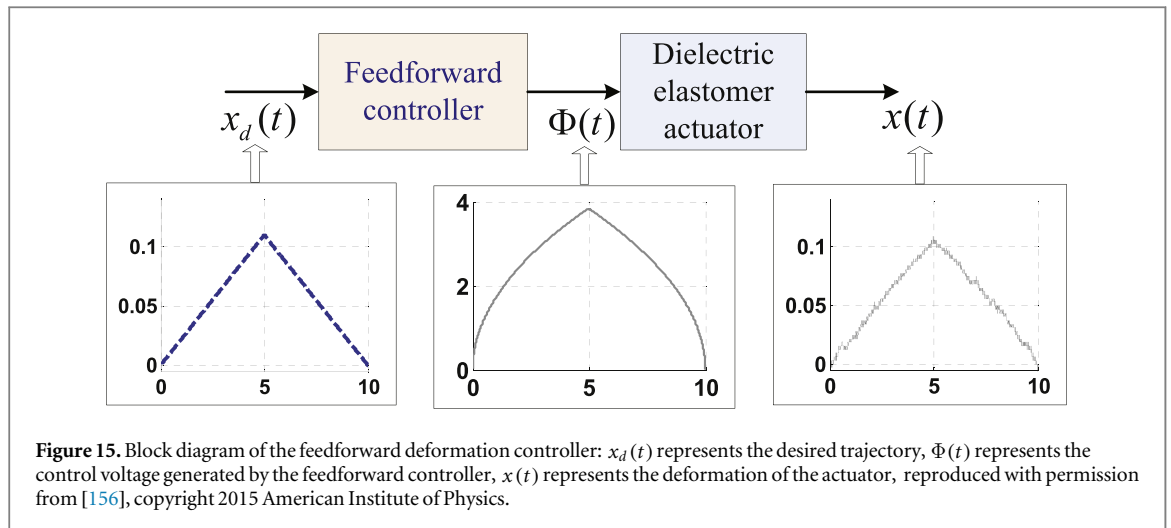 Feedforward
controller
Dielectric
elastomer
actuator
x_d(t)
Φ(t)
x(t)
0.1
0.05
0
0 5 10
4
2
0
0 5 10
0.1
0.05
0
0 5 10
Figure 15. Block diagram of the feedforward deformation controller: x_d(t) represents the desired trajectory, Φ(t) represents the
control voltage generated by the feedforward controller, x(t) represents the deformation of the actuator, reproduced with permission
from [156], copyright 2015 American Institute of Physics.